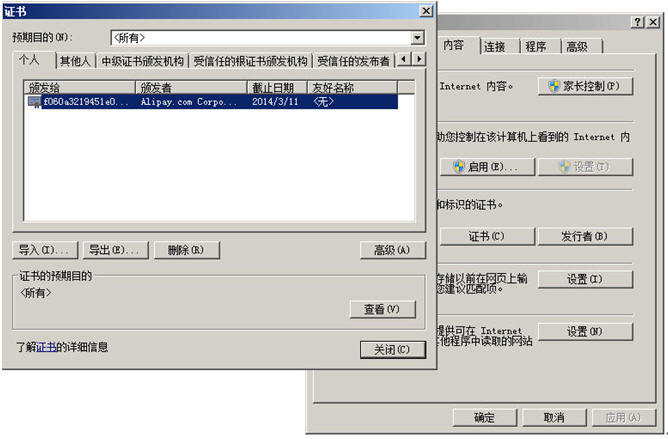 证书
预期目的(N):
<所有>
个人
其他人
中级证书颁发机构
受信任的根证书颁发机构
受信任的发布者
颁发给
颁发者
截止日期
友好名称
f060a3219451e0...
Alipay.com Corpo...
2014/3/11
<无>
导入(I)...
导出(E)...
删除(R)
高级(A)
证书的预期目的
<所有>
查看(V)
了解证书的详细信息
关闭(C)
内容
连接
程序
高级
Internet 内容。
家长控制(P)
助您控制在该计算机上看到的 Internet 内
启用(E)...
设置(T)
和标识的证书。
证书(C)
发行者(B)
存储以前在网页上输
您建议匹配项。
设置(I)
提供可在 Internet
其他程序中读取的网站
设置(N)
确定
取消
应用(A)